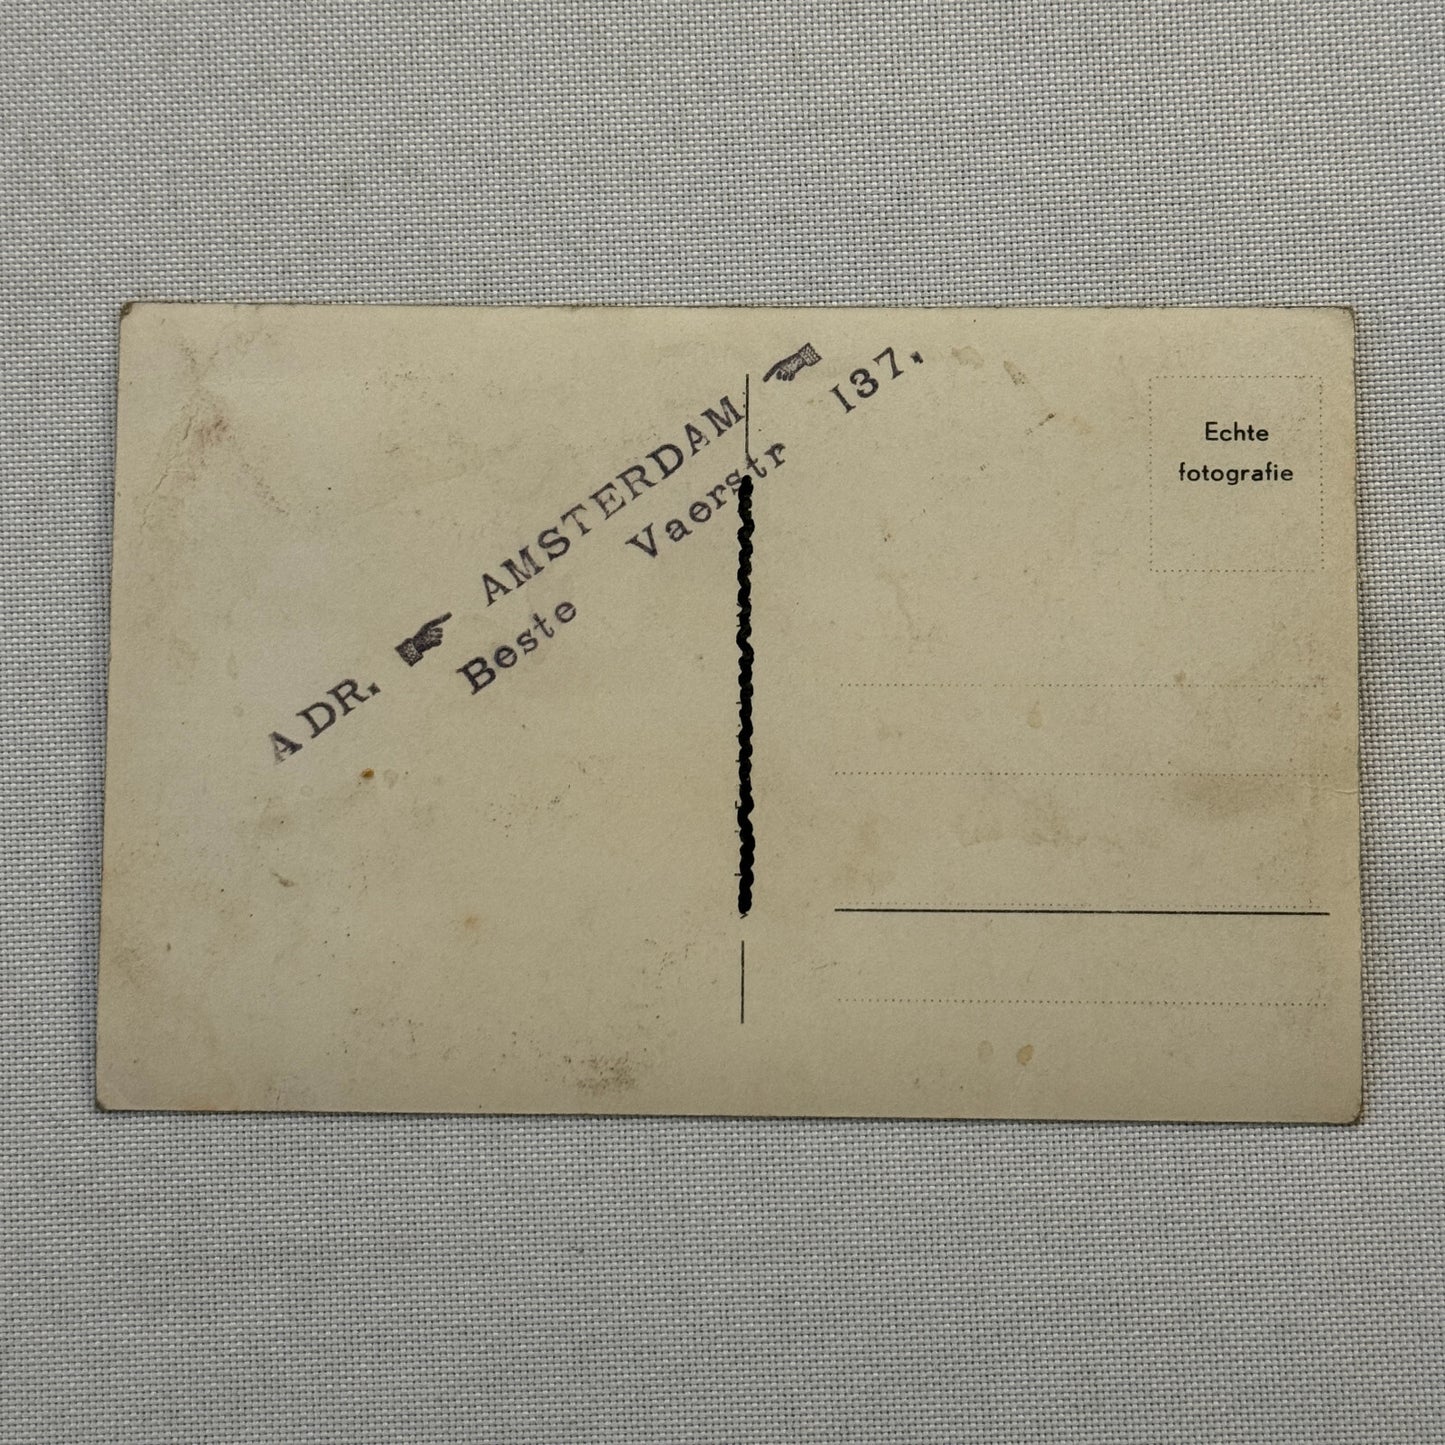 ADR. ☛ AMSTERDAM ☚
Beste Vaerstr 137.
Echte
fotografie